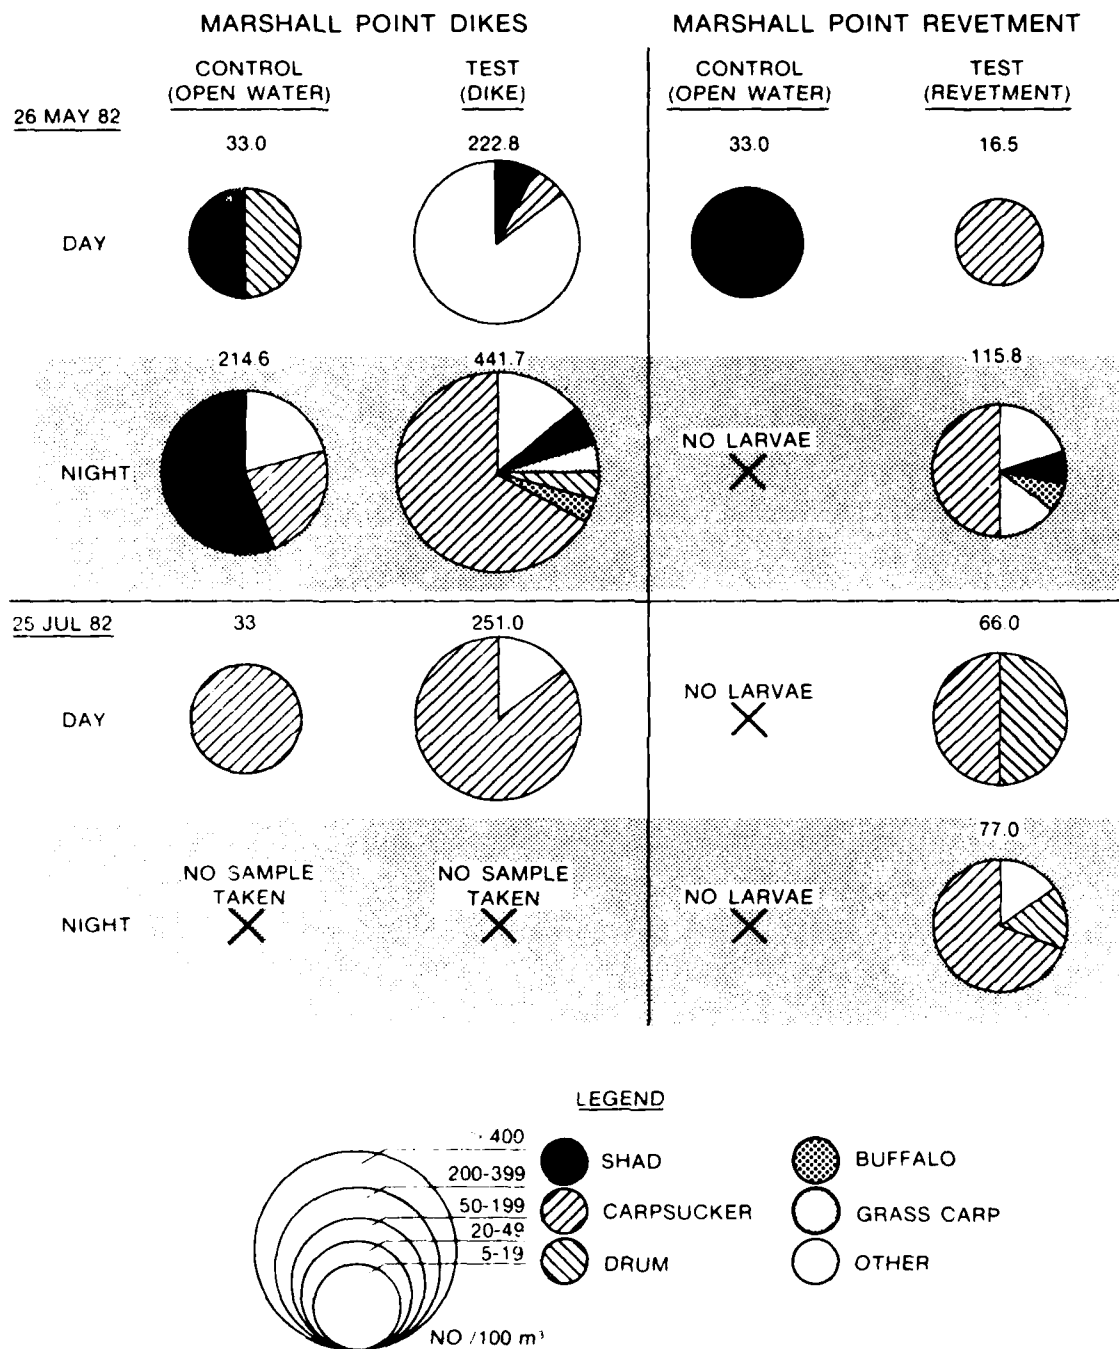 MARSHALL POINT DIKES MARSHALL POINT REVETMENT
CONTROL (OPEN WATER) TEST (DIKE) CONTROL (OPEN WATER) TEST (REVETMENT)
26 MAY 82
33.0 222.8 33.0 16.5
DAY
214.6 441.7 115.8
NO LARVAE
NIGHT
25 JUL 82 33 251.0 66.0
NO LARVAE
DAY
77.0
NO SAMPLE TAKEN NO SAMPLE TAKEN NO LARVAE
NIGHT
LEGEND
400
200-399
50-199
20-49
5-19
NO /100 m³
SHAD BUFFALO
CARPSUCKER GRASS CARP
DRUM OTHER